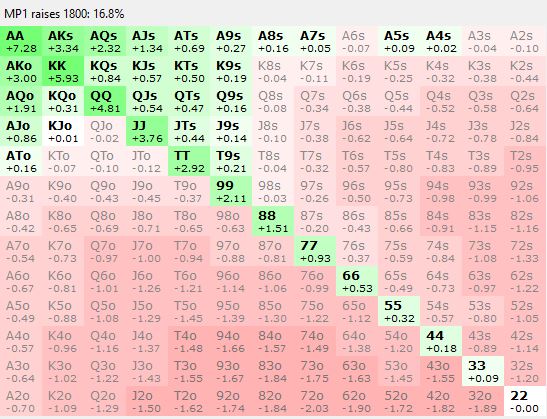 MP1 raises 1800: 16.8%
AA AKs AQs AJs ATs A9s A8s A7s A6s A5s A4s A3s A2s
+7.28 +3.34 +2.32 +1.34 +0.69 +0.27 +0.16 +0.05 -0.07 +0.09 +0.02 -0.04 -0.10
AKo KK KQs KJs KTs K9s K8s K7s K6s K5s K4s K3s K2s
+3.00 +5.93 +0.84 +0.57 +0.50 +0.19 -0.04 -0.11 -0.19 -0.25 -0.32 -0.38 -0.44
AQo KQo QQ QJs QTs Q9s Q8s Q7s Q6s Q5s Q4s Q3s Q2s
+1.91 +0.31 +4.81 +0.54 +0.47 +0.16 -0.08 -0.34 -0.38 -0.44 -0.52 -0.58 -0.64
AJo KJo QJo JJ JTs J9s J8s J7s J6s J5s J4s J3s J2s
+0.86 +0.01 -0.02 +3.76 +0.44 +0.14 -0.10 -0.38 -0.62 -0.64 -0.72 -0.78 -0.84
ATo KTo QTo JTo TT T9s T8s T7s T6s T5s T4s T3s T2s
+0.16 -0.07 -0.10 -0.12 +2.92 +0.21 -0.04 -0.32 -0.57 -0.80 -0.83 -0.89 -0.95
A9o K9o Q9o J9o T9o 99 98s 97s 96s 95s 94s 93s 92s
-0.31 -0.40 -0.43 -0.45 -0.37 +2.11 -0.03 -0.26 -0.50 -0.74 -0.98 -0.99 -1.06
A8o K8o Q8o J8o T8o 98o 88 87s 86s 85s 84s 83s 82s
-0.42 -0.65 -0.69 -0.71 -0.68 -0.63 +1.51 -0.20 -0.43 -0.66 -0.91 -1.15 -1.16
A7o K7o Q7o J7o T7o 97o 87o 77 76s 75s 74s 73s 72s
-0.54 -0.73 -0.97 -1.00 -0.94 -0.88 -0.81 +0.93 -0.37 -0.59 -0.84 -1.08 -1.33
A6o K6o Q6o J6o T6o 96o 86o 76o 66 65s 64s 63s 62s
-0.67 -0.81 -1.01 -1.26 -1.21 -1.14 -1.06 -0.99 +0.53 -0.49 -0.73 -0.97 -1.22
A5o K5o Q5o J5o T5o 95o 85o 75o 65o 55 54s 53s 52s
-0.49 -0.88 -1.08 -1.29 -1.45 -1.39 -1.30 -1.22 -1.12 +0.32 -0.57 -0.80 -1.05
A4o K4o Q4o J4o T4o 94o 84o 74o 64o 54o 44 43s 42s
-0.57 -0.96 -1.16 -1.37 -1.48 -1.66 -1.57 -1.49 -1.38 -1.20 +0.18 -0.89 -1.14
A3o K3o Q3o J3o T3o 93o 83o 73o 63o 53o 43o 33 32s
-0.64 -1.02 -1.22 -1.43 -1.55 -1.67 -1.84 -1.75 -1.63 -1.45 -1.55 +0.09 -1.20
A2o K2o Q2o J2o T2o 92o 82o 72o 62o 52o 42o 32o 22
-0.70 -1.09 -1.29 -1.50 -1.62 -1.74 -1.84 -2.03 -1.90 -1.72 -1.82 -1.89 -0.00